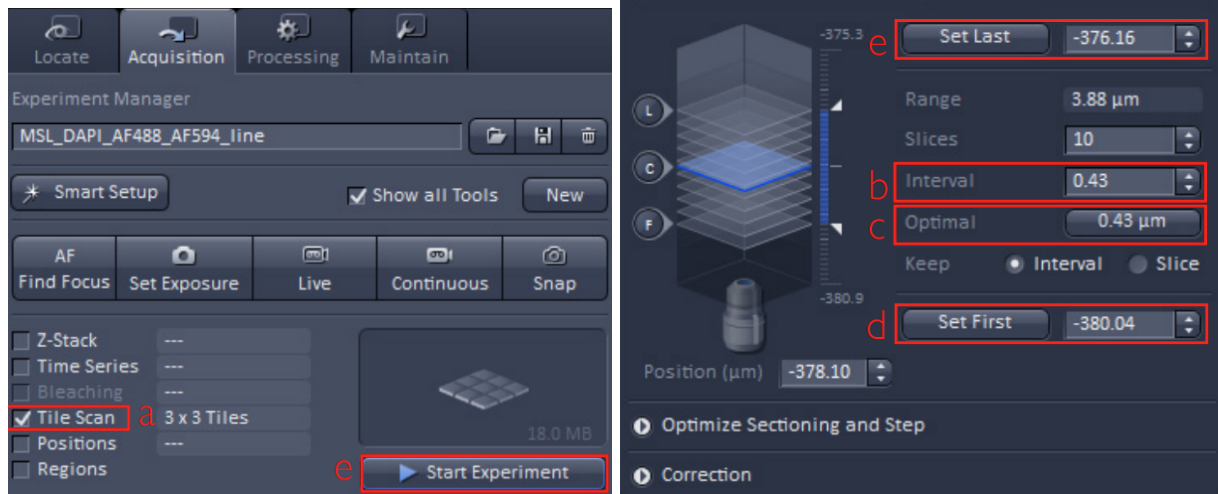 Locate Acquisition Processing Maintain
Experiment Manager
MSL_DAPI_AF488_AF594_line
Smart Setup Show all Tools New
AF
Find Focus Set Exposure Live Continuous Snap
Z-Stack ---
Time Series ---
Bleaching ---
Tile Scan a 3 x 3 Tiles
Positions ---
18.0 MB
Regions
e Start Experiment
-375.3
e Set Last -376.16
Range 3.88 µm
L
Slices 10
C
b Interval 0.43
c Optimal 0.43 µm
F
Keep Interval Slice
-380.9
d Set First -380.04
Position (µm) -378.10
Optimize Sectioning and Step
Correction